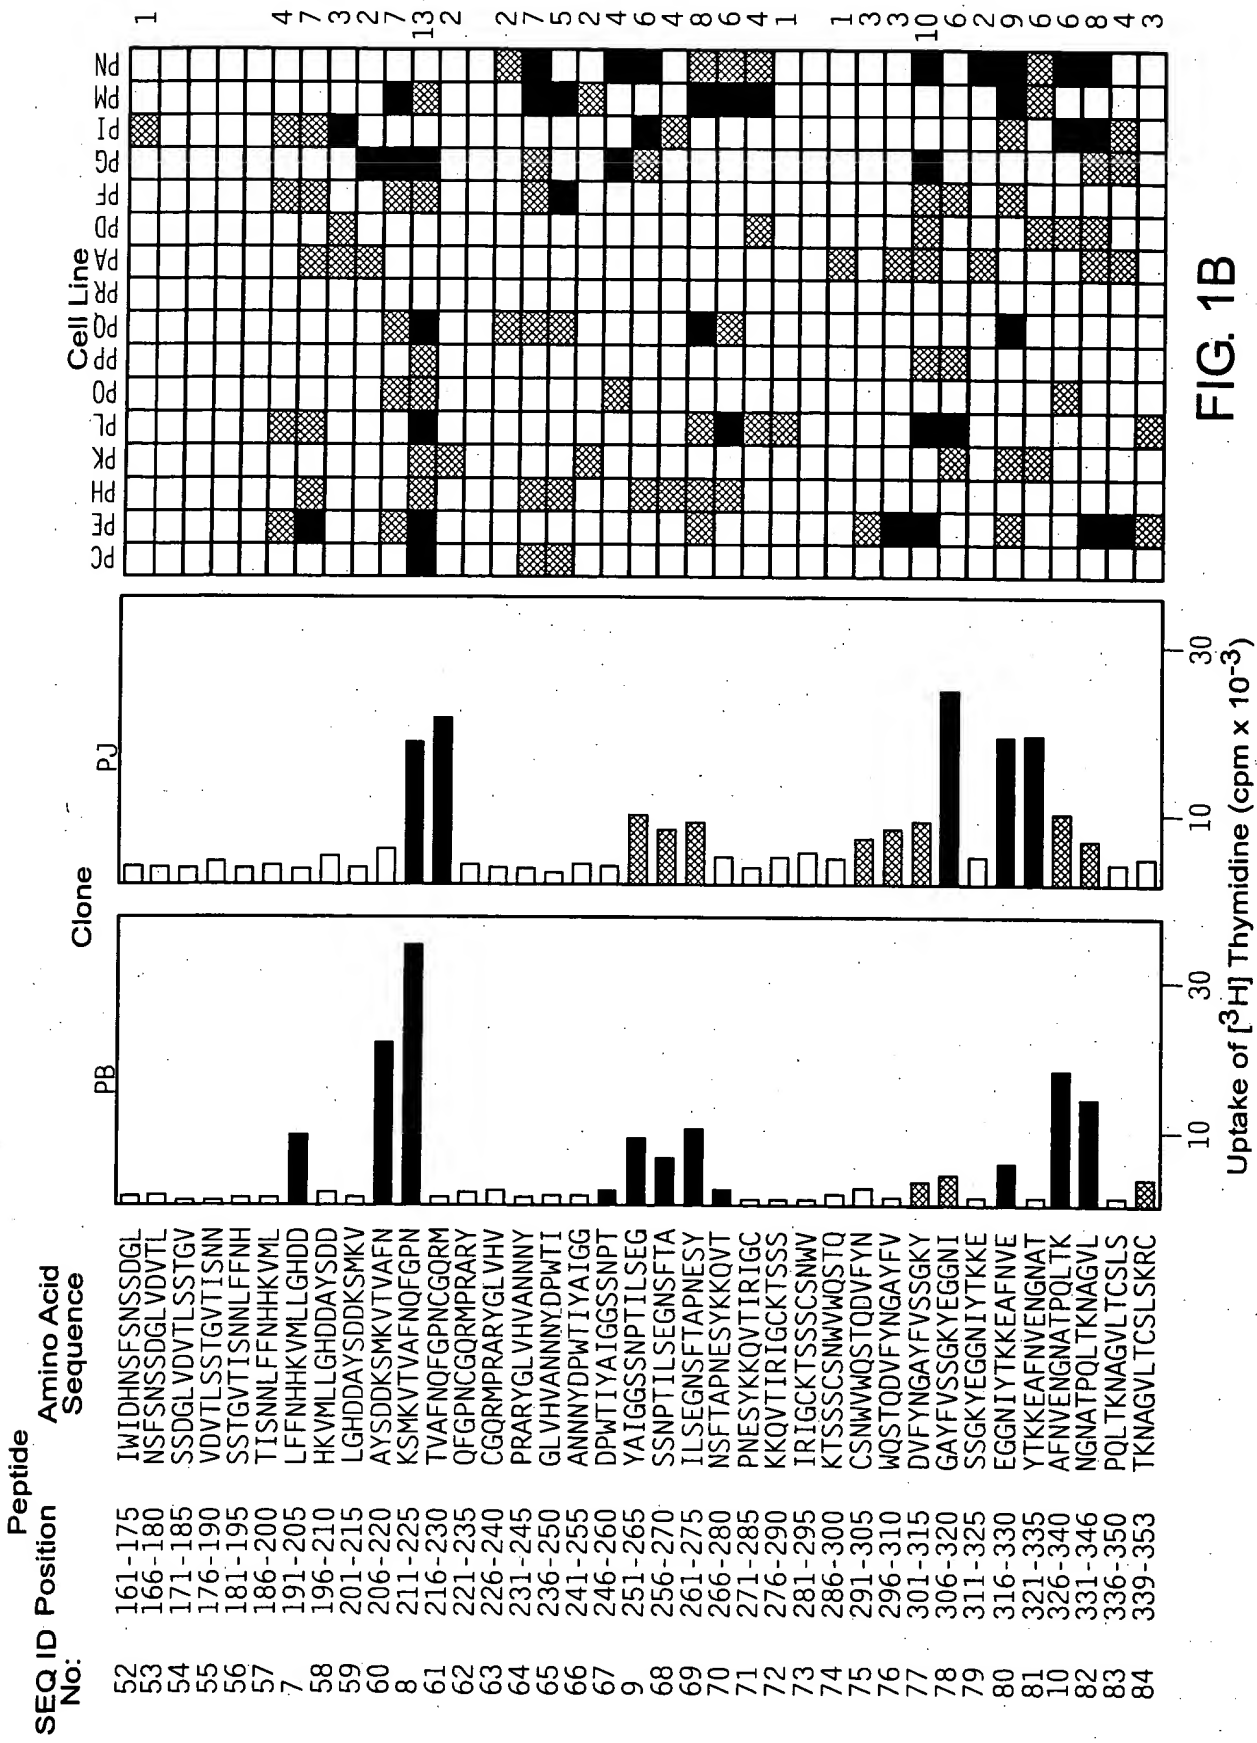 Peptide
SEQ ID No: Position Amino Acid Sequence
Clone
PB
PJ
Cell Line
PC PE PH PK PL PO PP PQ PR PA PD PF PG PI PM PN
52 161-175 IWIDHNSFSNSSDGL
53 166-180 NSFSNSSDGLVDVTL 1
54 171-185 SSDGLVDVTLSSTGV
55 176-190 VDVTLSSTGVTISNN
56 181-195 SSTGVTISNNLFFNH
57 186-200 TISNNLFFNHHKVML 4
7 191-205 LFFNHHKVMLLGHDD 7
58 196-210 HKVMLLGHDDAYSDD 3
59 201-215 LGHDDAYSDDKSMKV 2
60 206-220 AYSDDKSMKVTVAFN 7
8 211-225 KSMKVTVAFNQFGPN 13
61 216-230 TVAFNQFGPNCGQRM 2
62 221-235 QFGPNCGQRMPRARY
63 226-240 CGQRMPRARYGLVHV 2
64 231-245 PRARYGLVHVANNNY 7
65 236-250 GLVHVANNNYDPWTI 5
66 241-255 ANNNYDPWTIYAIGG 2
67 246-260 DPWTIYAIGGSSNPT 4
9 251-265 YAIGGSSNPTILSEG 6
68 256-270 SSNPTILSEGNSFTA 4
69 261-275 ILSEGNSFTAPNESY 8
70 266-280 NSFTAPNESYKKQVT 6
71 271-285 PNESYKKQVTIRIGC 4
72 276-290 KKQVTIRIGCKTSSS 1
73 281-295 IRIGCKTSSSCSNWV
74 286-300 KTSSSCSNWVWQSTQ 1
75 291-305 CSNWVWQSTQDVFYN 3
76 296-310 WQSTQDVFYNGAYFV 3
77 301-315 DVFYNGAYFVSSGKY 10
78 306-320 GAYFVSSGKYEGGNI 6
79 311-325 SSGKYEGGNIYTKKE 2
80 316-330 EGGNIYTKKEAFNVE 9
81 321-335 YTKKEAFNVENGNAT 6
10 326-340 AFNVENGNATPQLTK 6
82 331-346 NGNATPQLTKNAGVL 8
83 336-350 PQLTKNAGVLTCSLS 4
84 339-353 TKNAGVLTCSLSKRC 3
10 30 10 30
Uptake of [³H] Thymidine (cpm x 10⁻³)
FIG. 1B